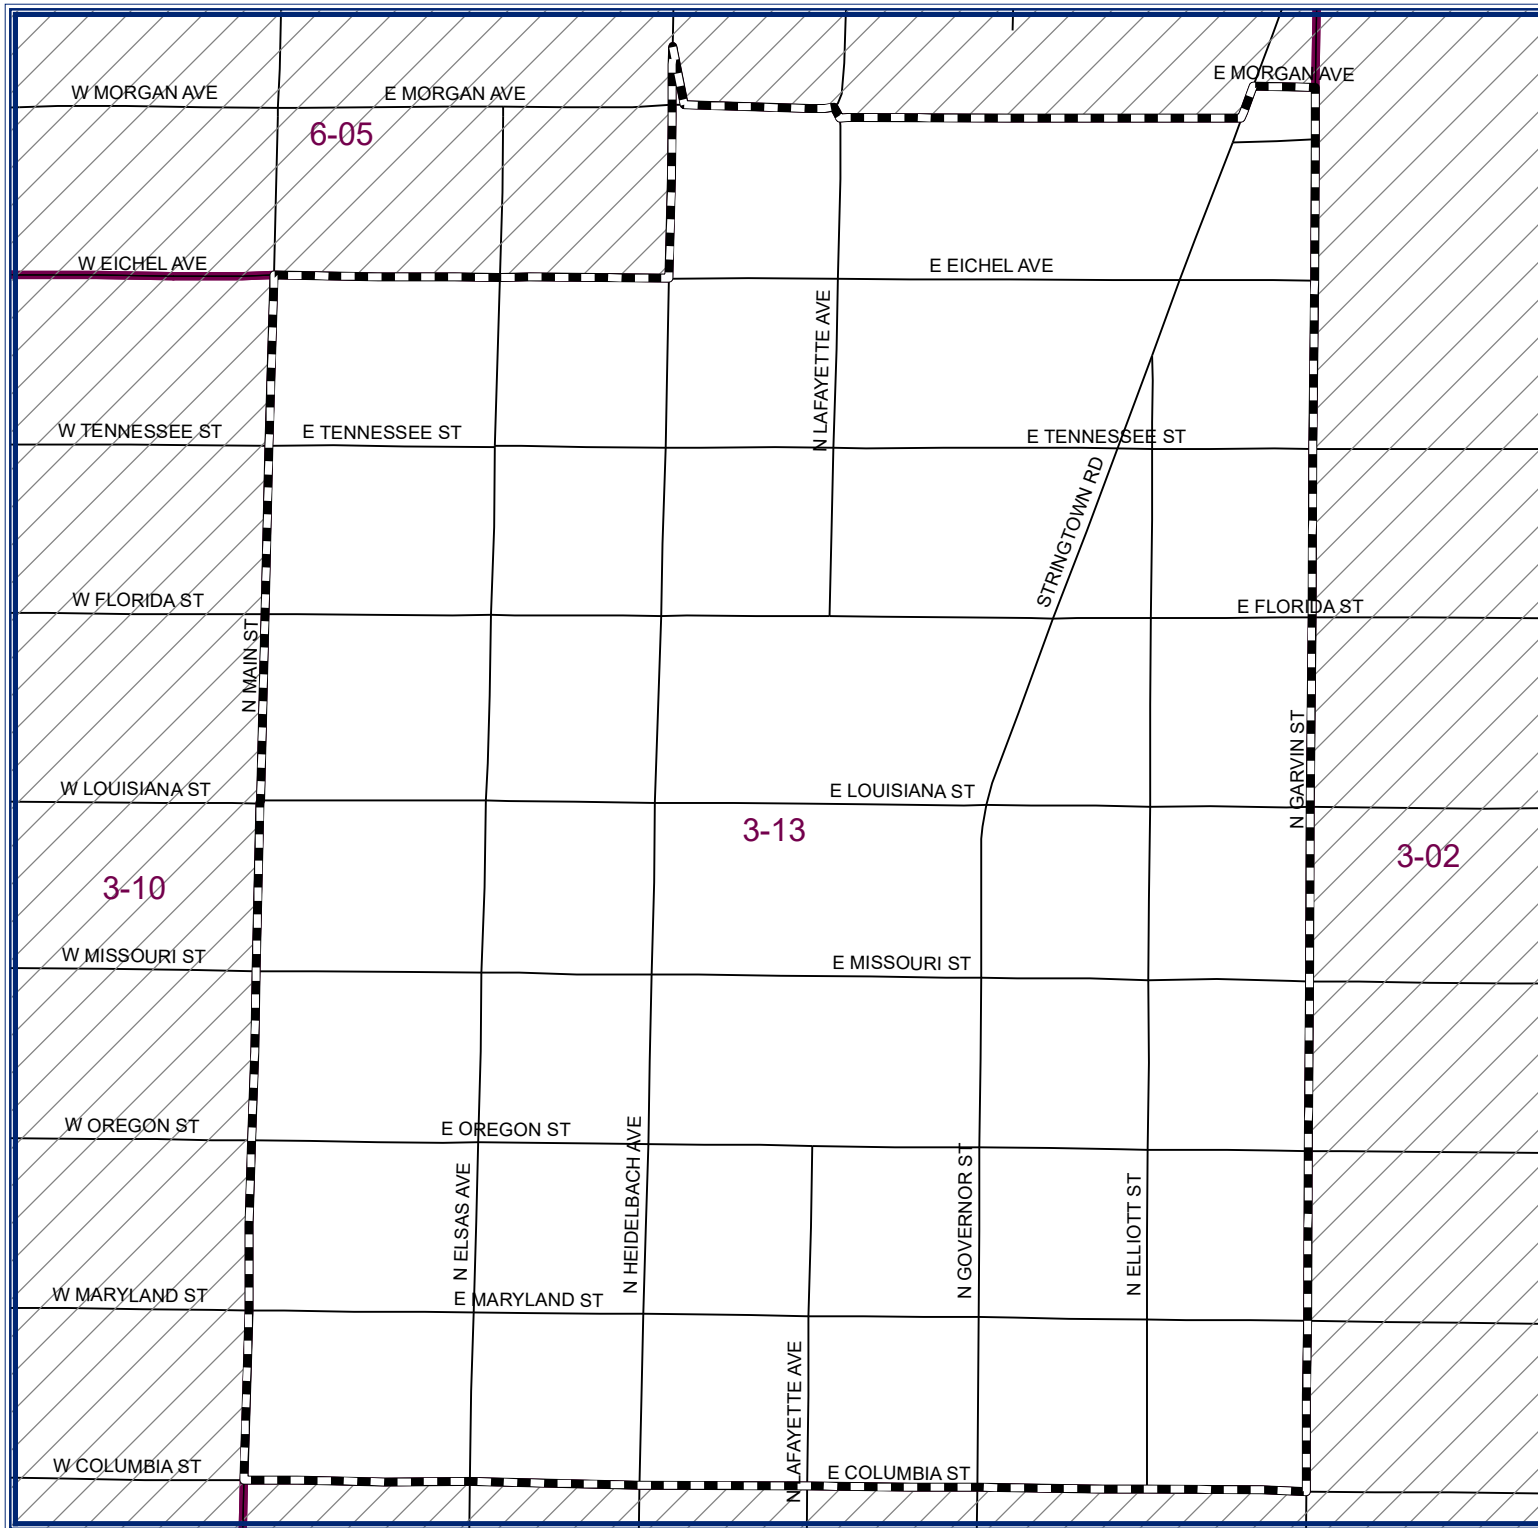 E MORGAN AVE
W MORGAN AVE
E MORGAN AVE
6-05
W EICHEL AVE
E EICHEL AVE
N LAFAYETTE AVE
W TENNESSEE ST
E TENNESSEE ST
E TENNESSEE ST
STRINGTOWN RD
W FLORIDA ST
E FLORIDA ST
N MAIN ST
N GARVIN ST
W LOUISIANA ST
E LOUISIANA ST
3-13
3-02
3-10
W MISSOURI ST
E MISSOURI ST
W OREGON ST
E OREGON ST
N ELSAS AVE
N HEIDELBACH AVE
N GOVERNOR ST
N ELLIOTT ST
W MARYLAND ST
E MARYLAND ST
N LAFAYETTE AVE
W COLUMBIA ST
E COLUMBIA ST